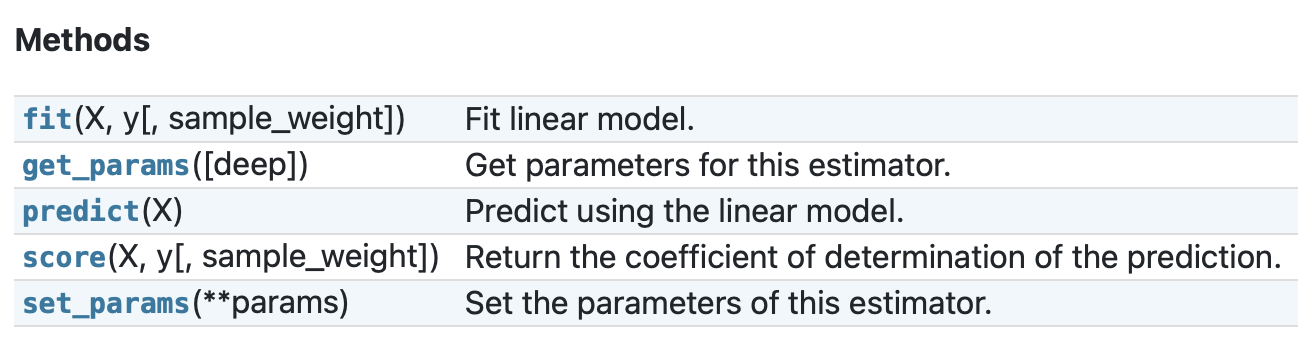 Methods
fit(X, y[, sample_weight]) Fit linear model.
get_params([deep]) Get parameters for this estimator.
predict(X) Predict using the linear model.
score(X, y[, sample_weight]) Return the coefficient of determination of the prediction.
set_params(**params) Set the parameters of this estimator.